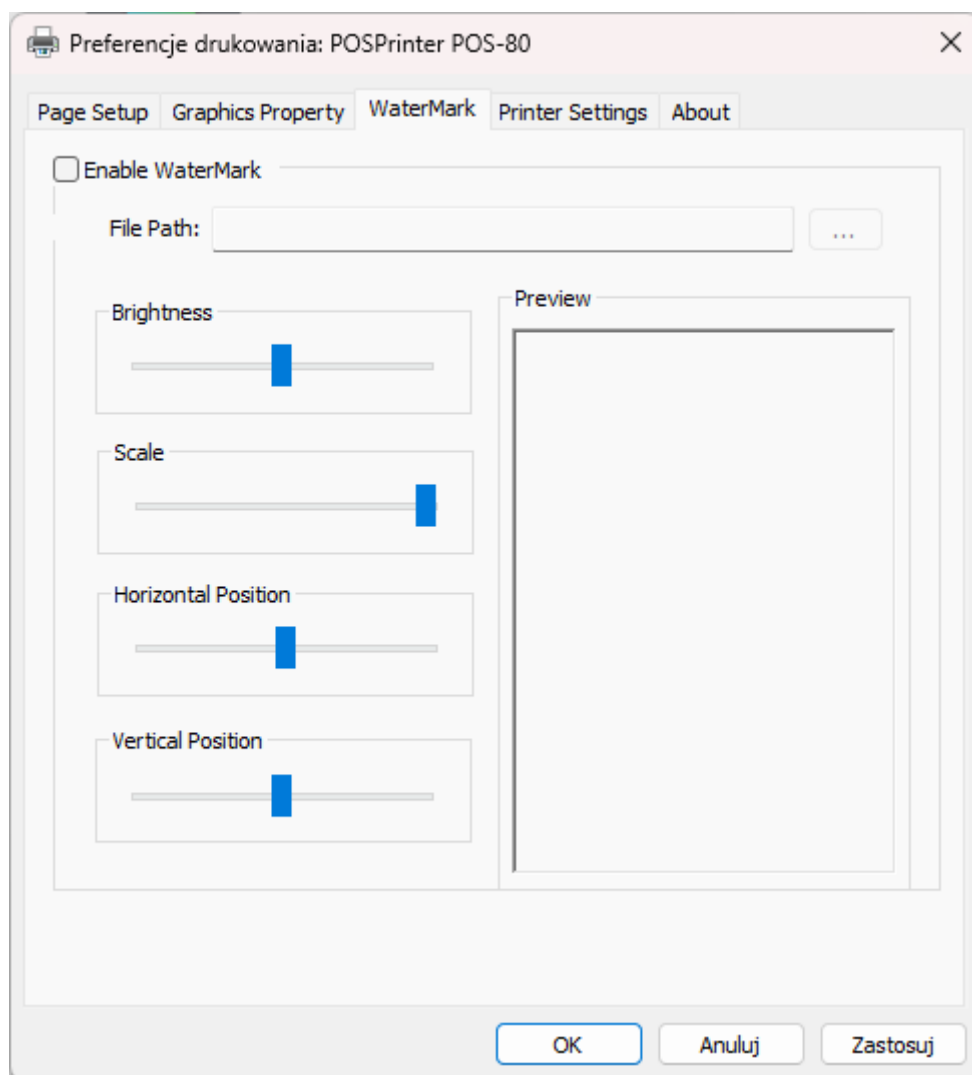 Preferencje drukowania: POSPrinter POS-80
Page Setup Graphics Property WaterMark Printer Settings About
Enable WaterMark
File Path: ...
Brightness
Preview
Scale
Horizontal Position
Vertical Position
OK Anuluj Zastosuj